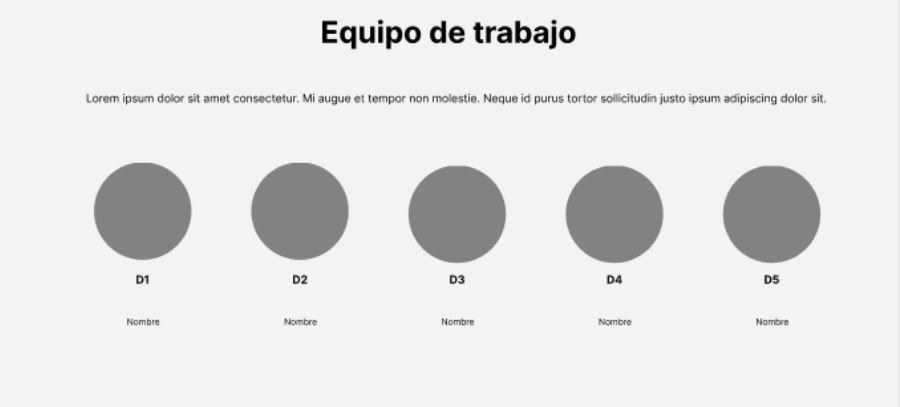 Equipo de trabajo
Lorem ipsum dolor sit amet consectetur. Mi augue et tempor non molestie. Neque id purus tortor sollicitudin justo ipsum adipiscing dolor sit.
D1 D2 D3 D4 D5
Nombre Nombre Nombre Nombre Nombre